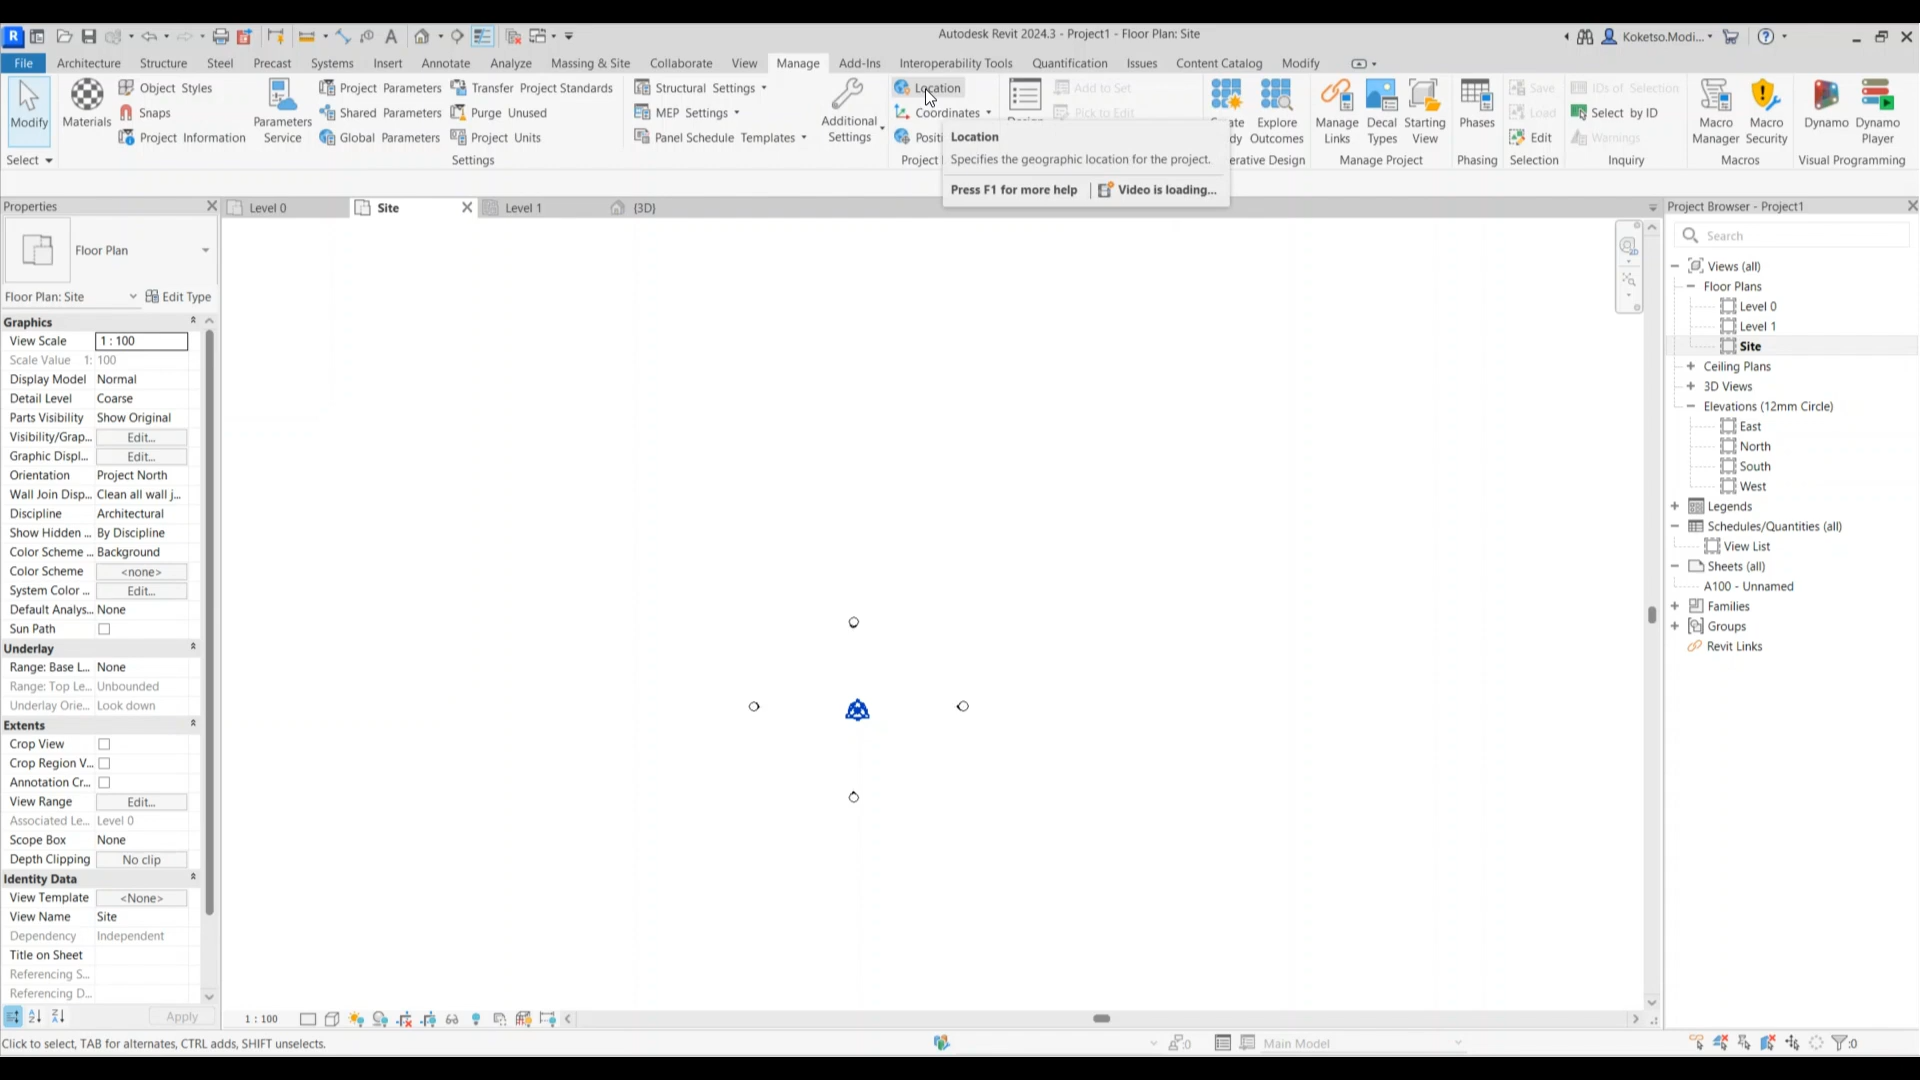 Autodesk Revit 2024.3 - Project1 - Floor Plan: Site
Koketso.Modi...
File Architecture Structure Steel Precast Systems Insert Annotate Analyze Massing & Site Collaborate View Manage Add-Ins Interoperability Tools Quantification Issues Content Catalog Modify
Modify
Select
Materials
Object Styles
Snaps
Project Information
Parameters Service
Project Parameters
Shared Parameters
Global Parameters
Transfer Project Standards
Purge Unused
Project Units
Settings
Structural Settings
MEP Settings
Panel Schedule Templates
Additional Settings
Location
Coordinates
Positi
Project
Add to Set
Pick to Edit
Location
Specifies the geographic location for the project.
Press F1 for more help
Video is loading...
Explore Outcomes
erative Design
Manage Links
Decal Types
Starting View
Manage Project
Phases
Phasing
Save
Load
Edit
Selection
IDs of Selection
Select by ID
Warnings
Inquiry
Macro Manager
Macro Security
Macros
Dynamo
Dynamo Player
Visual Programming
Properties
Level 0
Site
Level 1
{3D}
Project Browser - Project1
Floor Plan
Floor Plan: Site
Edit Type
Graphics
View Scale 1 : 100
Scale Value 1: 100
Display Model Normal
Detail Level Coarse
Parts Visibility Show Original
Visibility/Grap... Edit...
Graphic Displ... Edit...
Orientation Project North
Wall Join Disp... Clean all wall j...
Discipline Architectural
Show Hidden ... By Discipline
Color Scheme ... Background
Color Scheme <none>
System Color ... Edit...
Default Analys... None
Sun Path
Underlay
Range: Base L... None
Range: Top Le... Unbounded
Underlay Orie... Look down
Extents
Crop View
Crop Region V...
Annotation Cr...
View Range Edit...
Associated Le... Level 0
Scope Box None
Depth Clipping No clip
Identity Data
View Template <None>
View Name Site
Dependency Independent
Title on Sheet
Referencing S...
Referencing D...
Apply
Search
Views (all)
Floor Plans
Level 0
Level 1
Site
Ceiling Plans
3D Views
Elevations (12mm Circle)
East
North
South
West
Legends
Schedules/Quantities (all)
View List
Sheets (all)
A100 - Unnamed
Families
Groups
Revit Links
1 : 100
Click to select, TAB for alternates, CTRL adds, SHIFT unselects.
:0
Main Model
:0